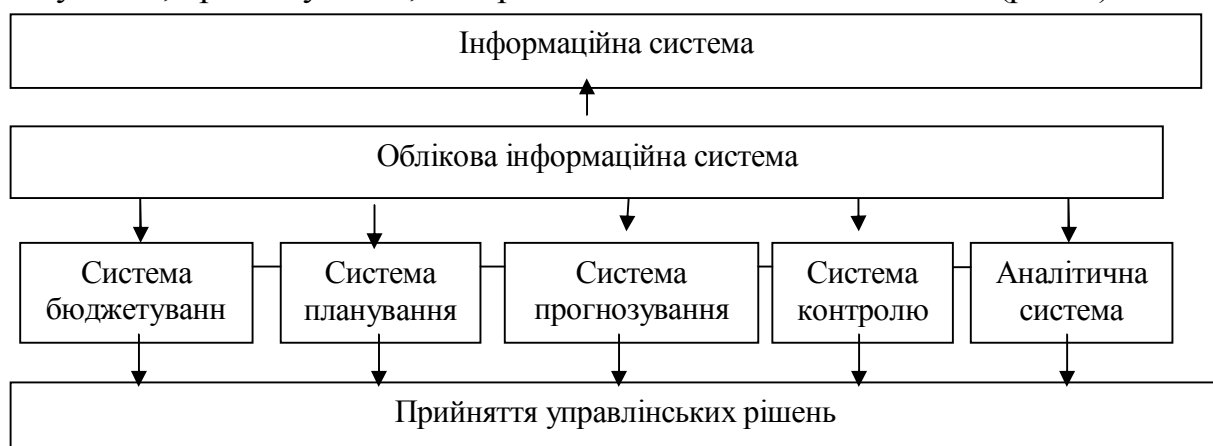 Інформаційна система
Облікова інформаційна система
Система
бюджетуванн
Система
планування
Система
прогнозування
Система
контролю
Аналітична
система
Прийняття управлінських рішень